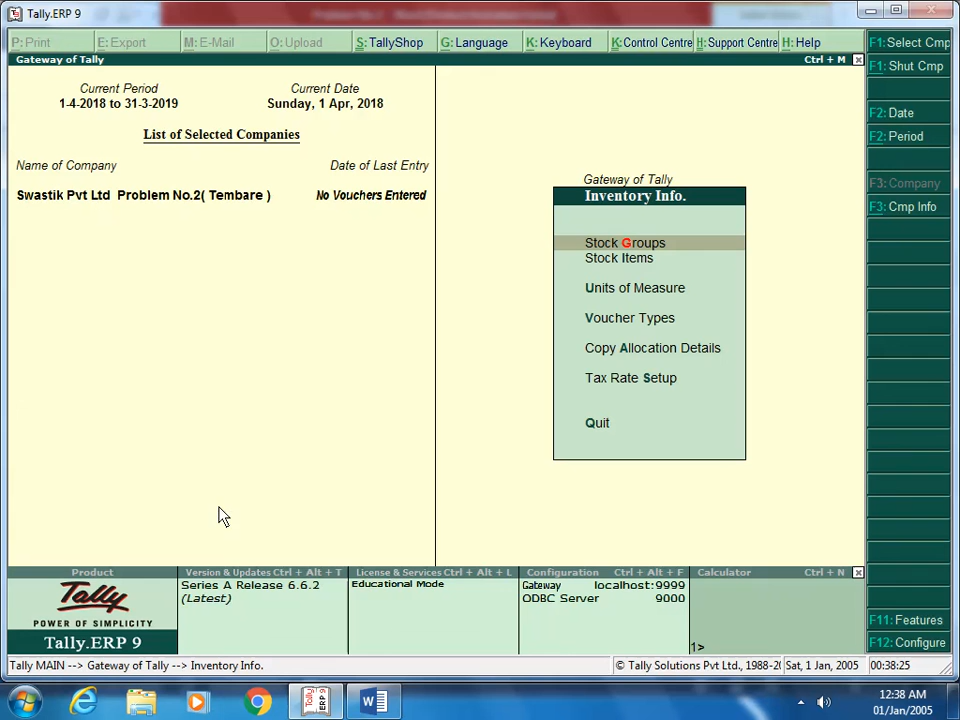 Tally.ERP 9
P: Print E: Export M: E-Mail O: Upload S: TallyShop G: Language K: Keyboard K: Control Centre H: Support Centre H: Help
F1: Select Cmp
F1: Shut Cmp
F2: Date
F2: Period
F3: Company
F3: Cmp Info
F11: Features
F12: Configure
Gateway of Tally Ctrl + M
Current Period Current Date
1-4-2018 to 31-3-2019 Sunday, 1 Apr, 2018
List of Selected Companies
Name of Company Date of Last Entry
Swastik Pvt Ltd Problem No.2( Tembare ) No Vouchers Entered
Gateway of Tally
Inventory Info.
Stock Groups
Stock Items
Units of Measure
Voucher Types
Copy Allocation Details
Tax Rate Setup
Quit
Product Version & Updates Ctrl + Alt + T License & Services Ctrl + Alt + L Configuration Ctrl + Alt + F Calculator Ctrl + N
Tally
POWER OF SIMPLICITY
Tally.ERP 9
Series A Release 6.6.2
(Latest)
Educational Mode
Gateway localhost:9999
ODBC Server 9000
1>
Tally MAIN --> Gateway of Tally --> Inventory Info. © Tally Solutions Pvt Ltd., 1988-20 Sat, 1 Jan, 2005 00:38:25
12:38 AM
01/Jan/2005